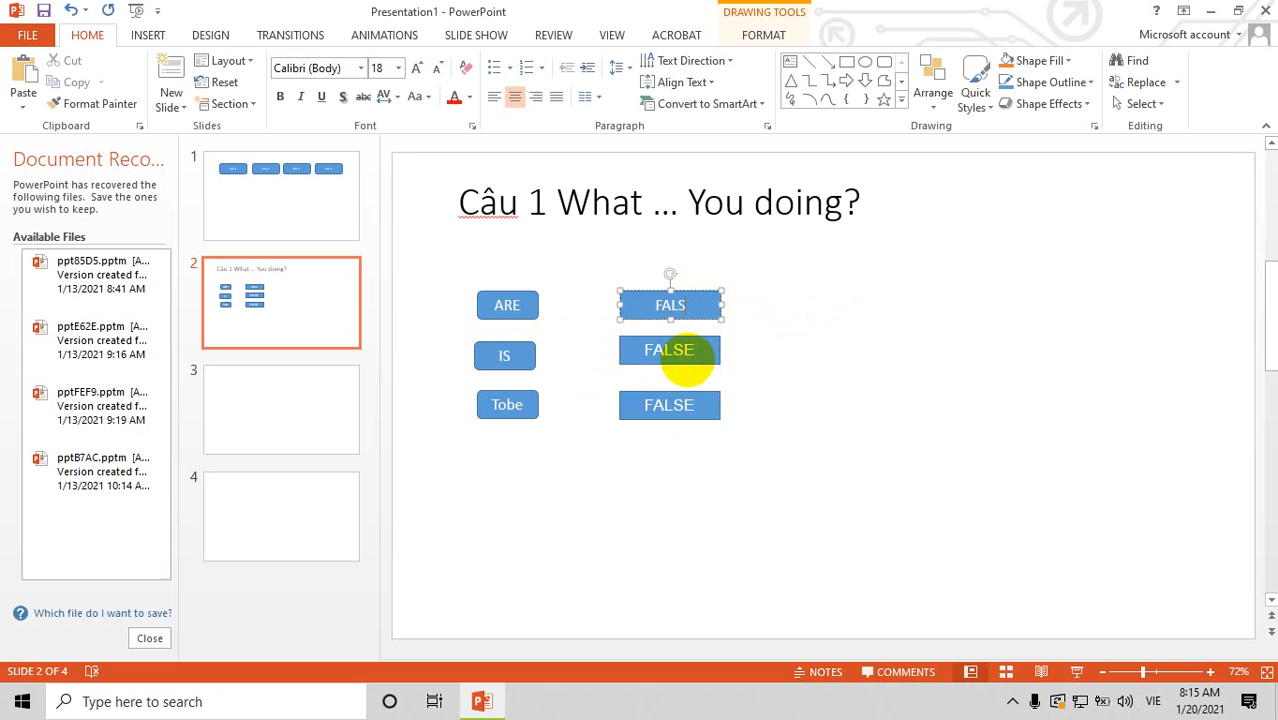 Presentation1 - PowerPoint
DRAWING TOOLS
?
FILE
HOME
INSERT
DESIGN
TRANSITIONS
ANIMATIONS
SLIDE SHOW
REVIEW
VIEW
ACROBAT
FORMAT
Microsoft account
Paste
Cut
Copy
Format Painter
Clipboard
New
Slide
Layout
Reset
Section
Slides
Calibri (Body)
18
B I U S abc AV Aa A
Font
Text Direction
Align Text
Convert to SmartArt
Paragraph
Arrange
Quick
Styles
Shape Fill
Shape Outline
Shape Effects
Drawing
Find
Replace
Select
Editing
Document Reco...
PowerPoint has recovered the
following files. Save the ones
you wish to keep.
Available Files
ppt85D5.pptm [A...
Version created f...
1/13/2021 8:41 AM
pptE62E.pptm [A...
Version created f...
1/13/2021 9:16 AM
pptFEF9.pptm [A...
Version created f...
1/13/2021 9:19 AM
pptB7AC.pptm [A...
Version created f...
1/13/2021 10:14 A...
Which file do I want to save?
Close
1
2
Câu 1 What ... You doing?
3
4
Câu 1 What ... You doing?
ARE
FALS
IS
FALSE
Tobe
FALSE
SLIDE 2 OF 4
NOTES
COMMENTS
72%
Type here to search
VIE
8:15 AM
1/20/2021